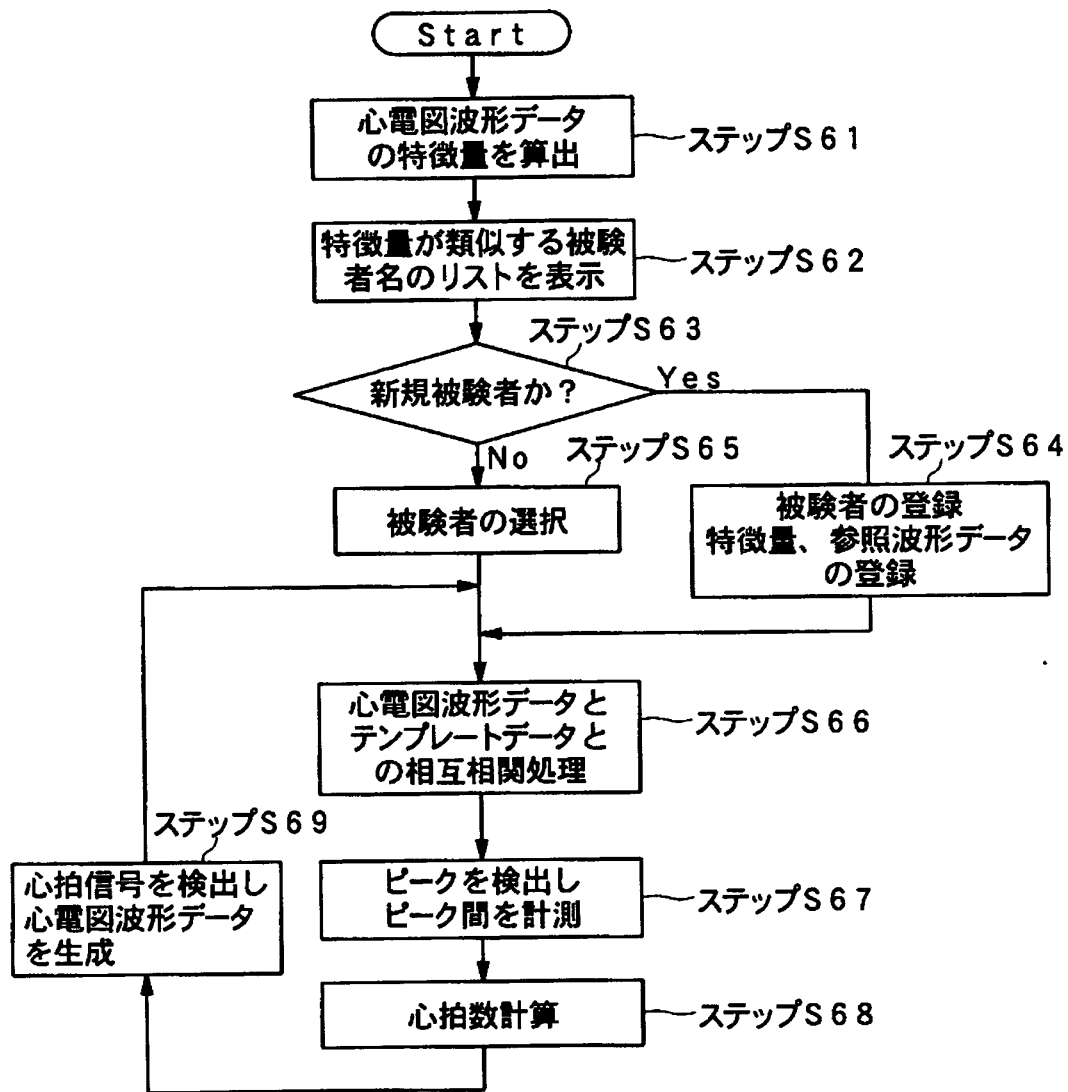 Start
心電図波形データ
の特徴量を算出
ステップS61
特徴量が類似する被験
者名のリストを表示
ステップS62
ステップS63
新規被験者か?
Yes
No
ステップS65
ステップS64
被験者の選択
被験者の登録
特徴量、参照波形データ
の登録
心電図波形データと
テンプレートデータと
の相互相関処理
ステップS66
ステップS69
心拍信号を検出し
心電図波形データ
を生成
ピークを検出し
ピーク間を計測
ステップS67
心拍数計算
ステップS68